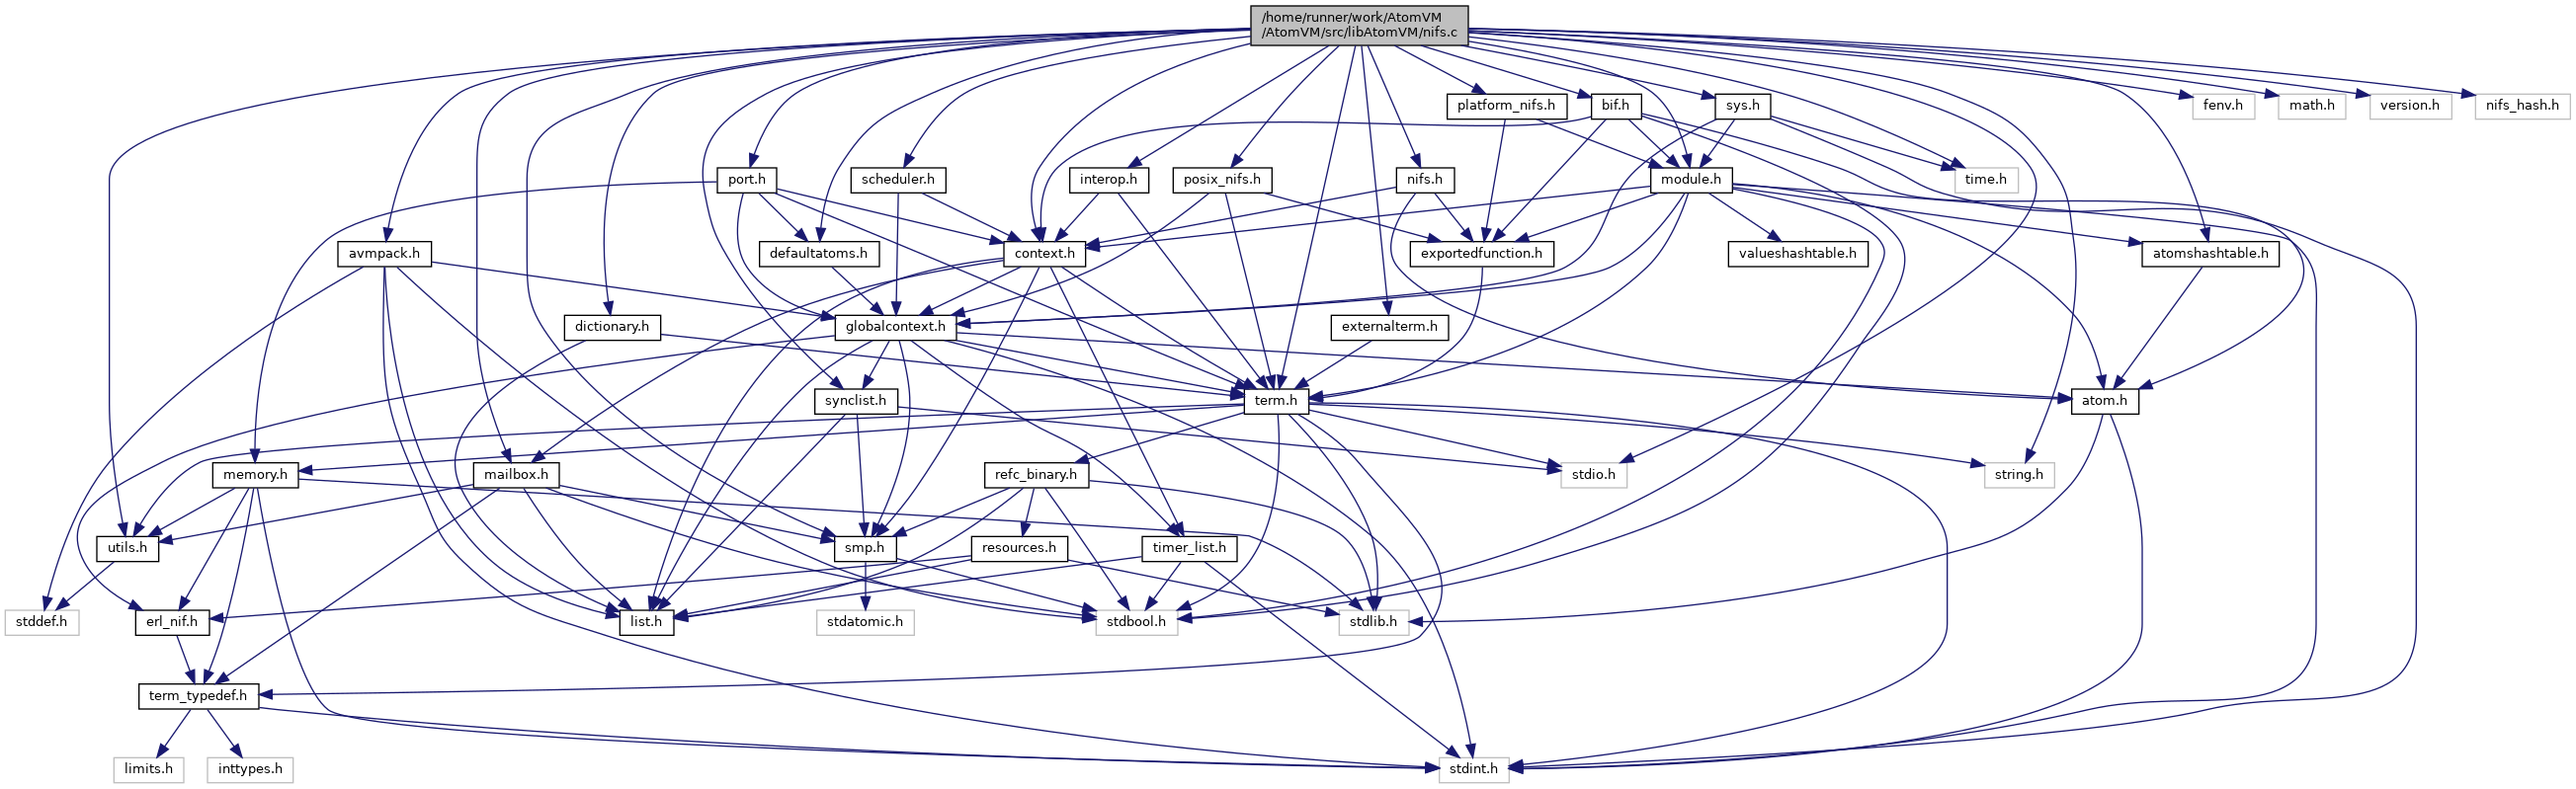 /home/runner/work/AtomVM
/AtomVM/src/libAtomVM/nifs.c
platform_nifs.h
bif.h
sys.h
fenv.h
math.h
version.h
nifs_hash.h
port.h
scheduler.h
interop.h
posix_nifs.h
nifs.h
module.h
time.h
avmpack.h
defaultatoms.h
context.h
exportedfunction.h
valueshashtable.h
atomshashtable.h
dictionary.h
globalcontext.h
externalterm.h
synclist.h
term.h
atom.h
memory.h
mailbox.h
refc_binary.h
stdio.h
string.h
utils.h
smp.h
resources.h
timer_list.h
stddef.h
erl_nif.h
list.h
stdatomic.h
stdbool.h
stdlib.h
term_typedef.h
limits.h
inttypes.h
stdint.h